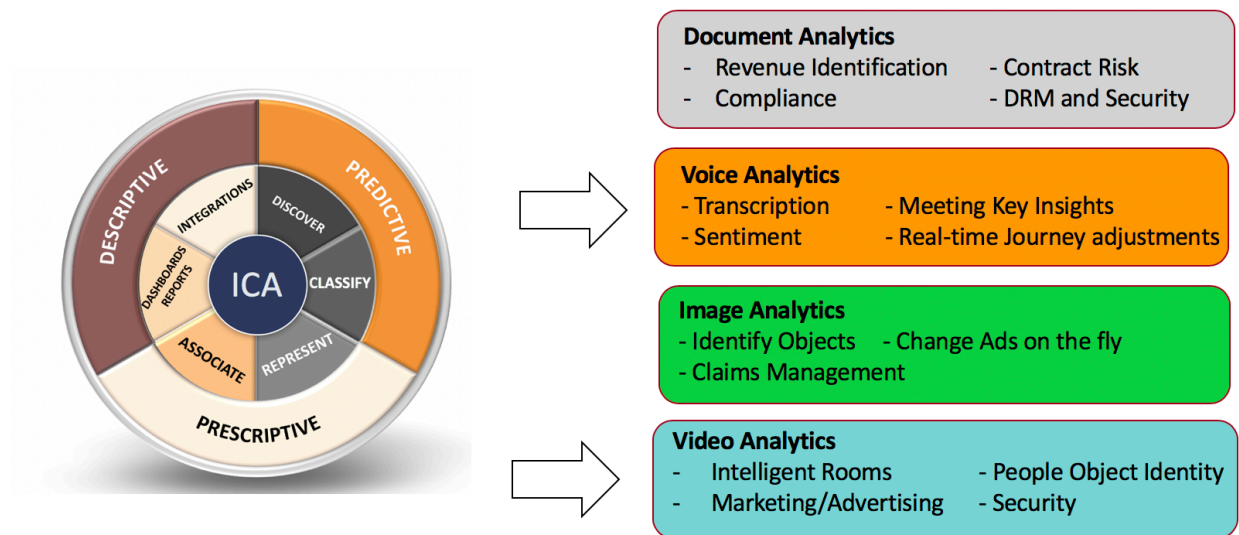 DESCRIPTIVE
PREDICTIVE
PRESCRIPTIVE
INTEGRATIONS
DISCOVER
DASHBOARDS
REPORTS
ICA
CLASSIFY
ASSOCIATE
REPRESENT
Document Analytics
- Revenue Identification - Contract Risk
- Compliance - DRM and Security
Voice Analytics
- Transcription - Meeting Key Insights
- Sentiment - Real-time Journey adjustments
Image Analytics
- Identify Objects - Change Ads on the fly
- Claims Management
Video Analytics
- Intelligent Rooms - People Object Identity
- Marketing/Advertising - Security